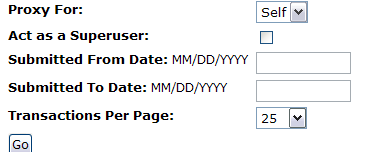 Proxy For: Self
Act as a Superuser:
Submitted From Date: MM/DD/YYYY
Submitted To Date: MM/DD/YYYY
Transactions Per Page: 25
Go